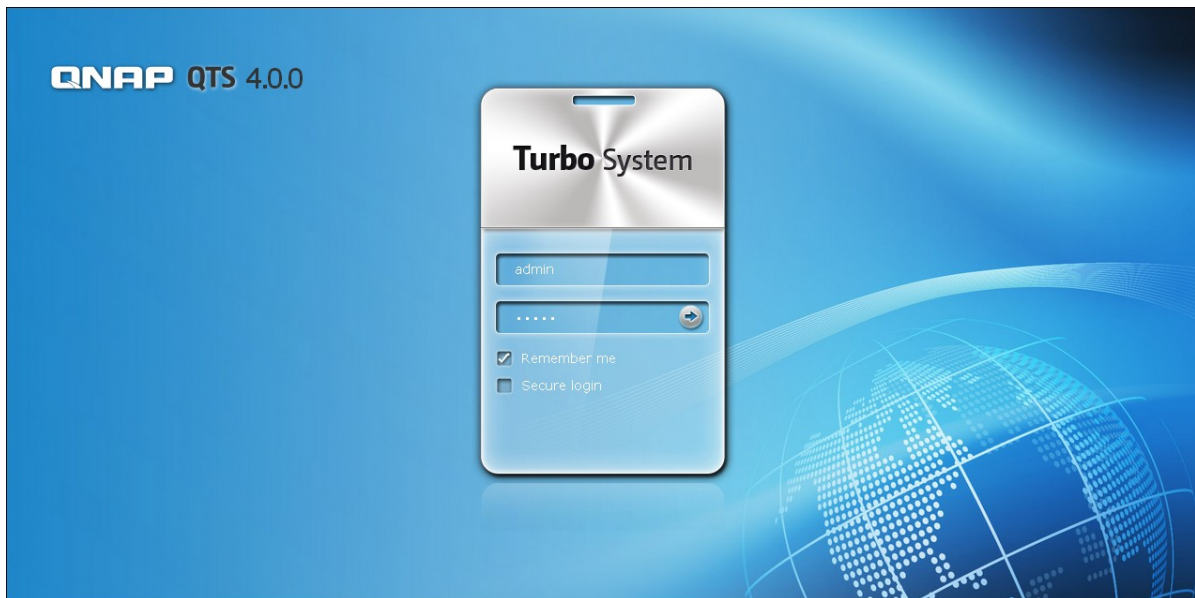 QNAP QTS 4.0.0
Turbo System
admin
•••••
Remember me
Secure login